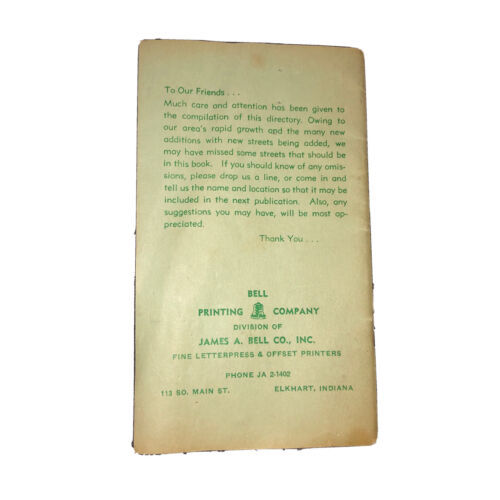 To Our Friends . . .
Much care and attention has been given to
the compilation of this directory. Owing to
our area's rapid growth and the many new
additions with new streets being added, we
may have missed some streets that should be
in this book. If you should know of any omis-
sions, please drop us a line, or come in and
tell us the name and location so that it may be
included in the next publication. Also, any
suggestions you may have, will be most ap-
preciated.
Thank You . . .
BELL
PRINTING COMPANY
DIVISION OF
JAMES A. BELL CO., INC.
FINE LETTERPRESS & OFFSET PRINTERS
PHONE JA 2-1402
113 SO. MAIN ST. ELKHART, INDIANA